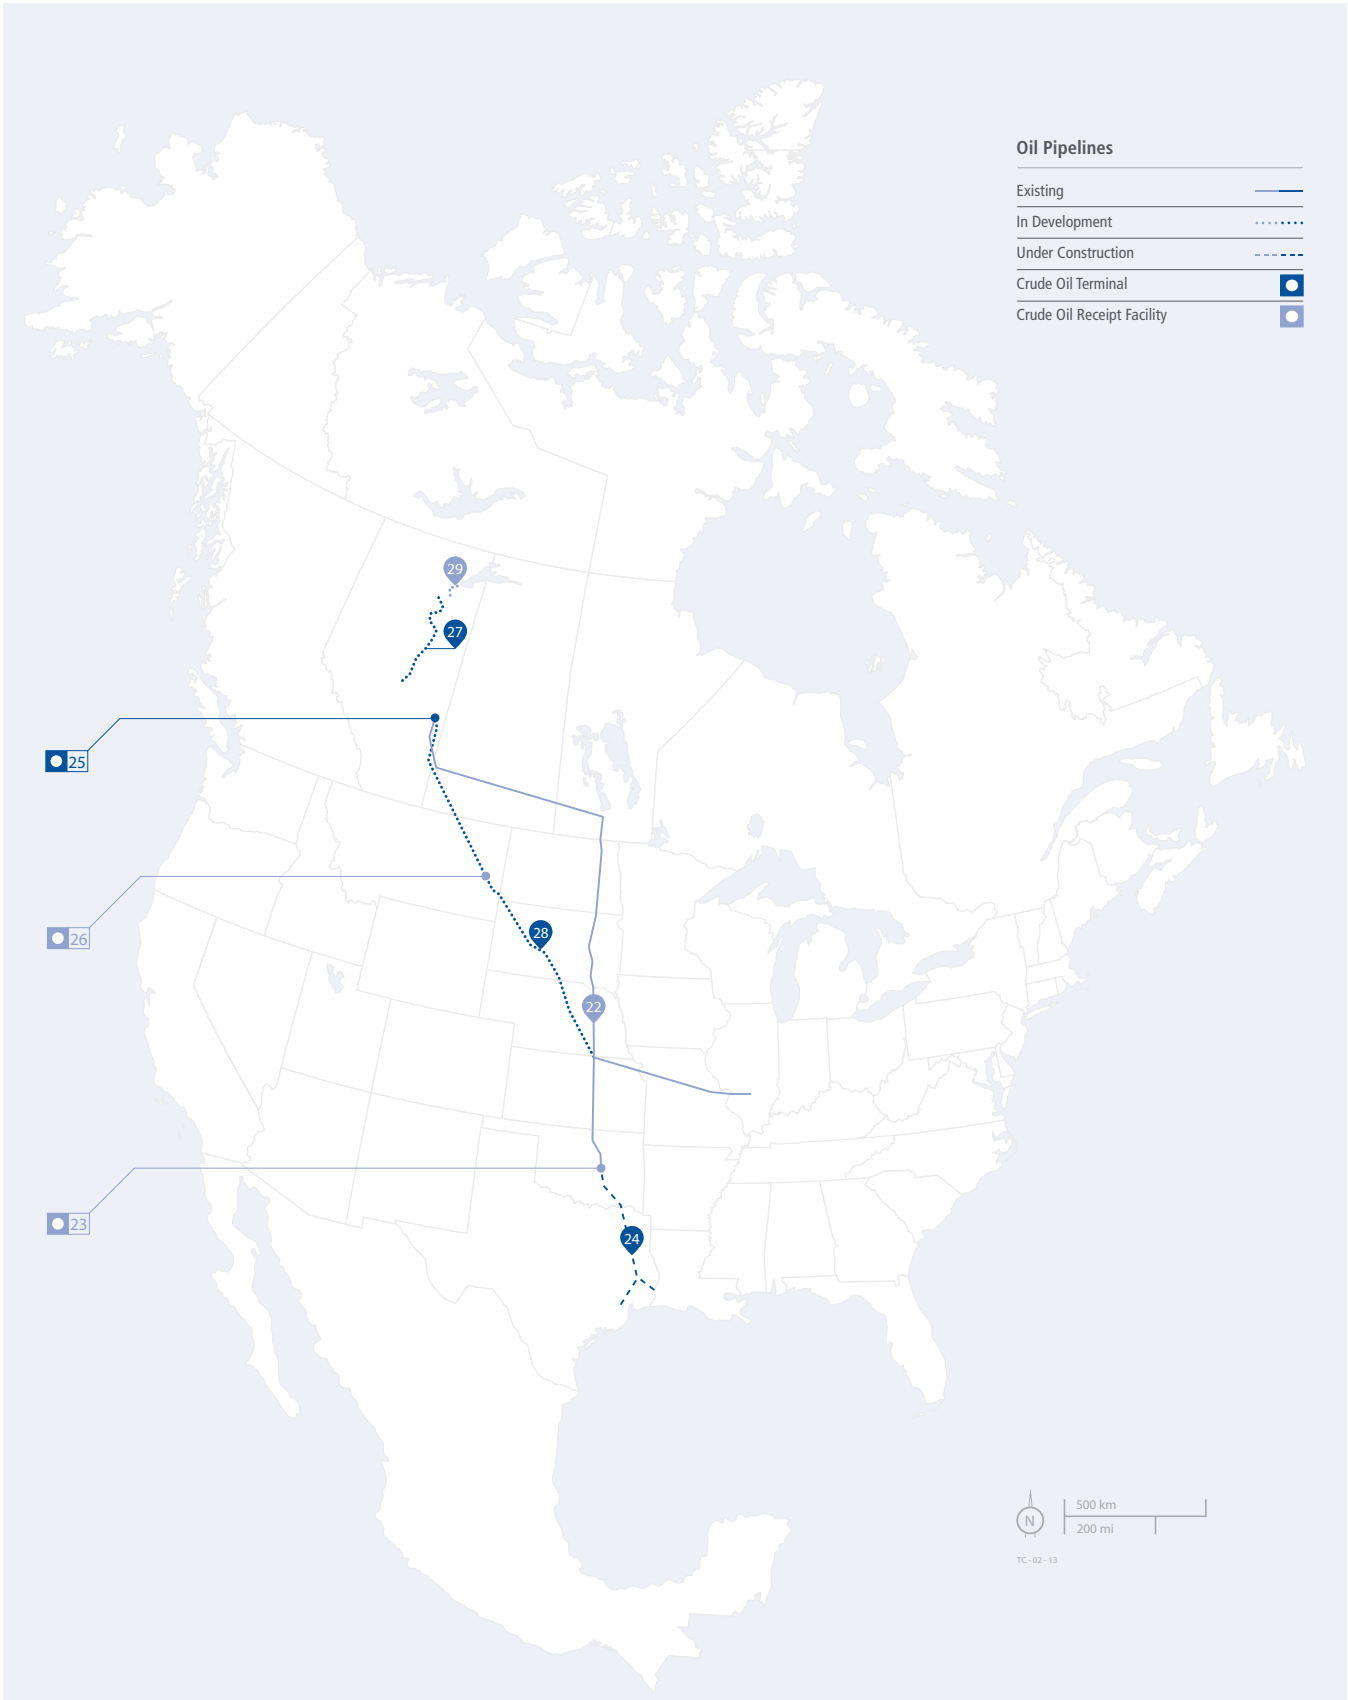 Oil Pipelines
Existing
In Development
Under Construction
Crude Oil Terminal
Crude Oil Receipt Facility
29
27
25
28
26
22
23
24
500 km
N
200 mi
TC - 02 - 13